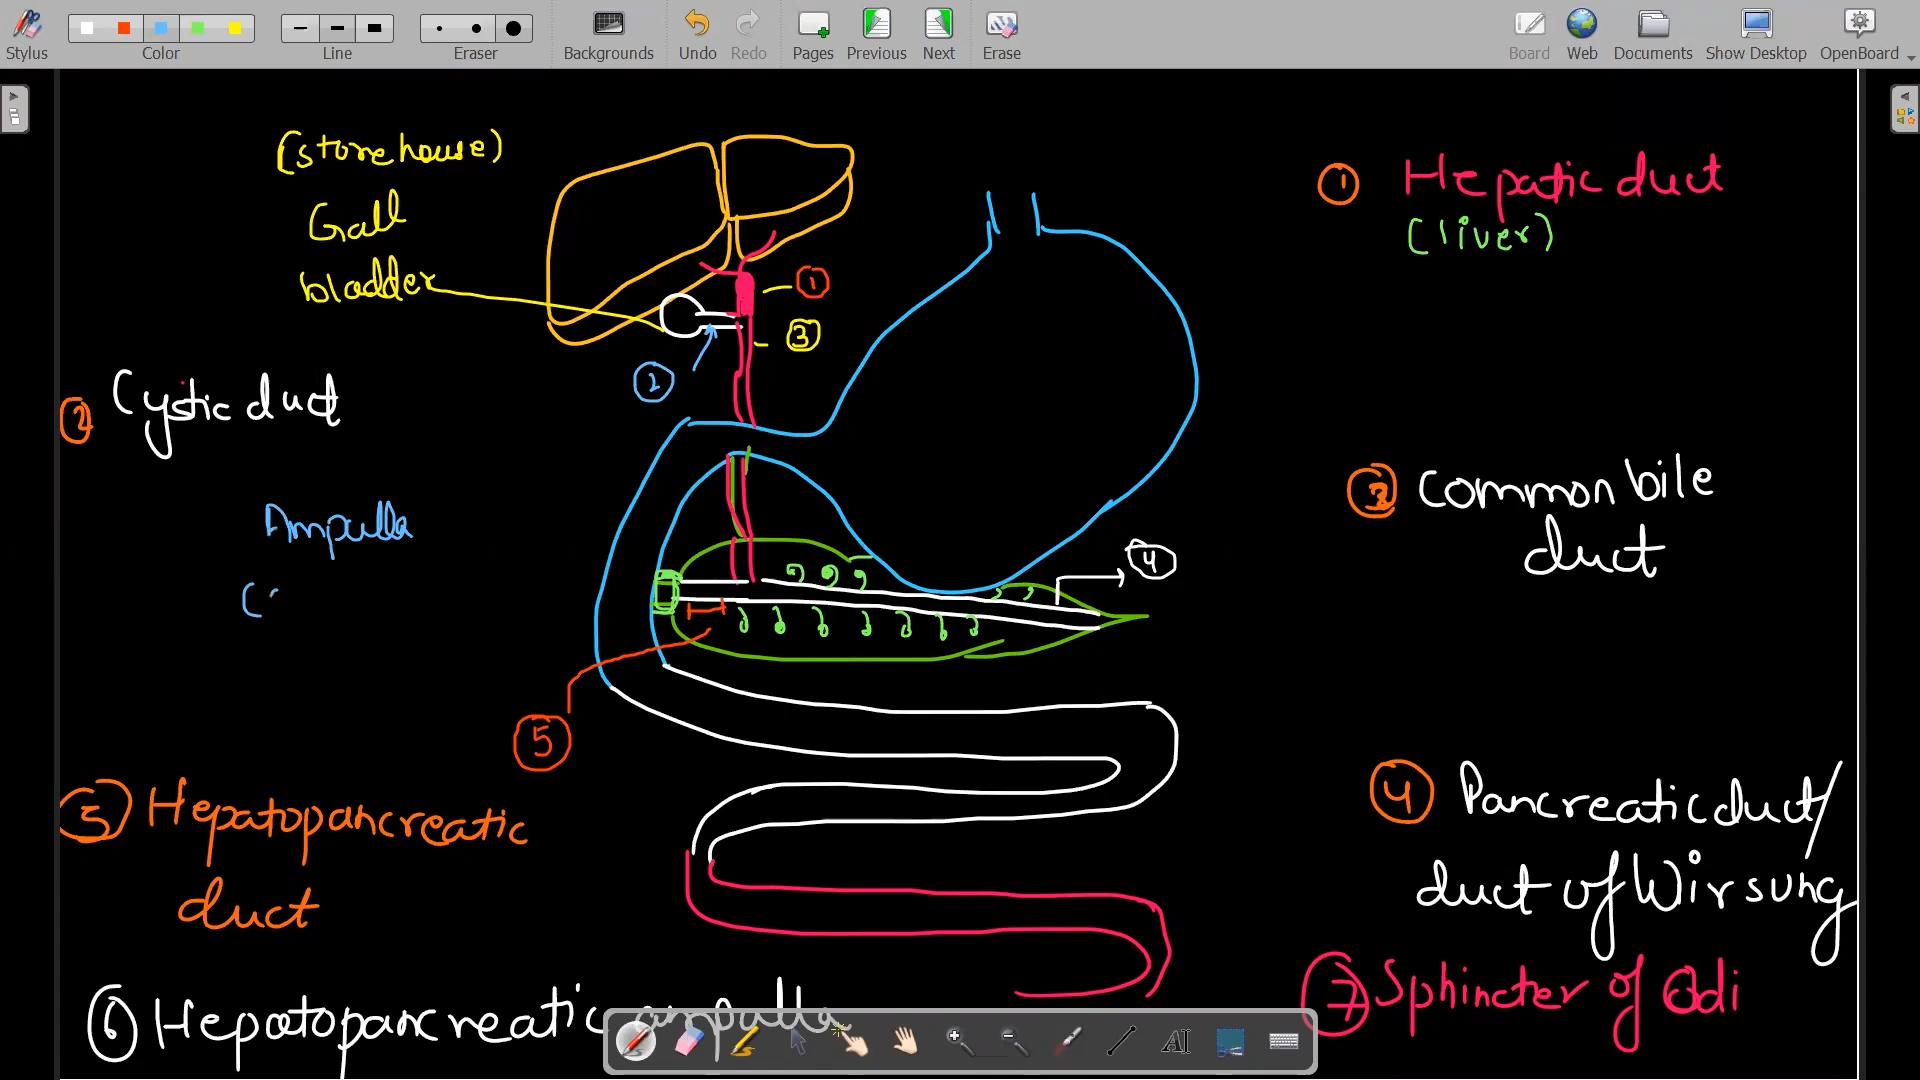 Stylus
Color
Line
Eraser
Backgrounds
Undo
Redo
Pages
Previous
Next
Erase
Board
Web
Documents
Show Desktop
OpenBoard
(storehouse)
Gall
bladder
① Hepatic duct
(liver)
①
③
②
② Cystic duct
③ common bile
duct
Ampulla
(
④
⑤
⑤ Hepatopancreatic
duct
④ Pancreatic duct/
duct of Wirsung
⑦ Sphincter of Odi
⑥ Hepatopancreatic ampulla